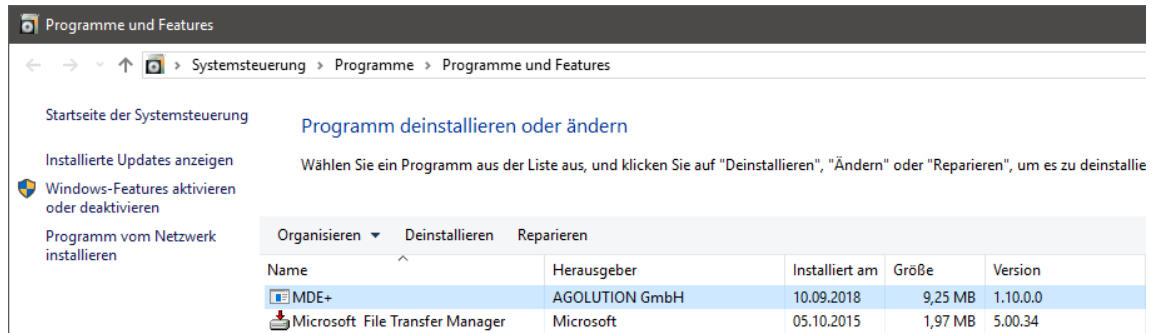 Programme und Features
Systemsteuerung > Programme > Programme und Features
Startseite der Systemsteuerung
Installierte Updates anzeigen
Windows-Features aktivieren
oder deaktivieren
Programm vom Netzwerk
installieren
Programm deinstallieren oder ändern
Wählen Sie ein Programm aus der Liste aus, und klicken Sie auf "Deinstallieren", "Ändern" oder "Reparieren", um es zu deinstallie
Organisieren Deinstallieren Reparieren
Name Herausgeber Installiert am Größe Version
MDE+ AGOLUTION GmbH 10.09.2018 9,25 MB 1.10.0.0
Microsoft File Transfer Manager Microsoft 05.10.2015 1,97 MB 5.00.34